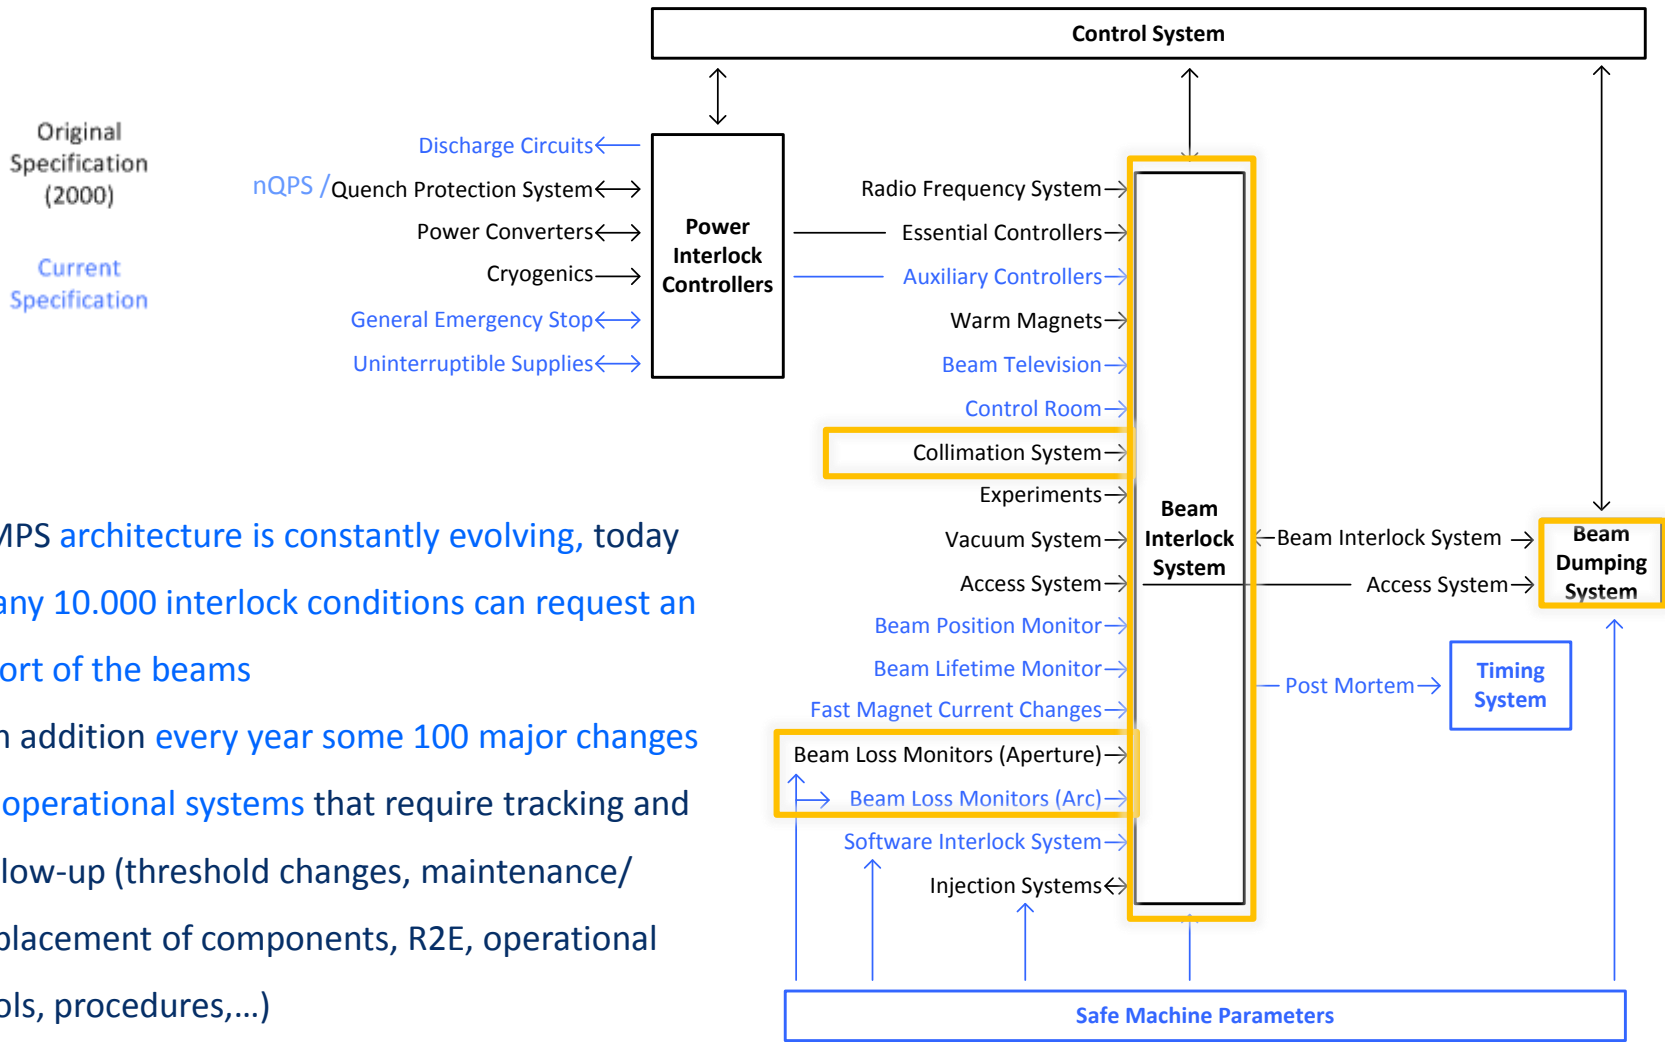 Control System
Original
Specification
(2000)
Current
Specification
Discharge Circuits
nQPS / Quench Protection System
Power Converters
Cryogenics
General Emergency Stop
Uninterruptible Supplies
Power
Interlock
Controllers
Radio Frequency System
Essential Controllers
Auxiliary Controllers
Warm Magnets
Beam Television
Control Room
Collimation System
Experiments
Vacuum System
Access System
Beam Position Monitor
Beam Lifetime Monitor
Fast Magnet Current Changes
Beam Loss Monitors (Aperture)
Beam Loss Monitors (Arc)
Software Interlock System
Injection Systems
Beam
Interlock
System
Beam Interlock System
Access System
Beam
Dumping
System
Post Mortem
Timing
System
Safe Machine Parameters
MPS architecture is constantly evolving, today
any 10.000 interlock conditions can request an
ort of the beams
n addition every year some 100 major changes
operational systems that require tracking and
low-up (threshold changes, maintenance/
placement of components, R2E, operational
ols, procedures,...)